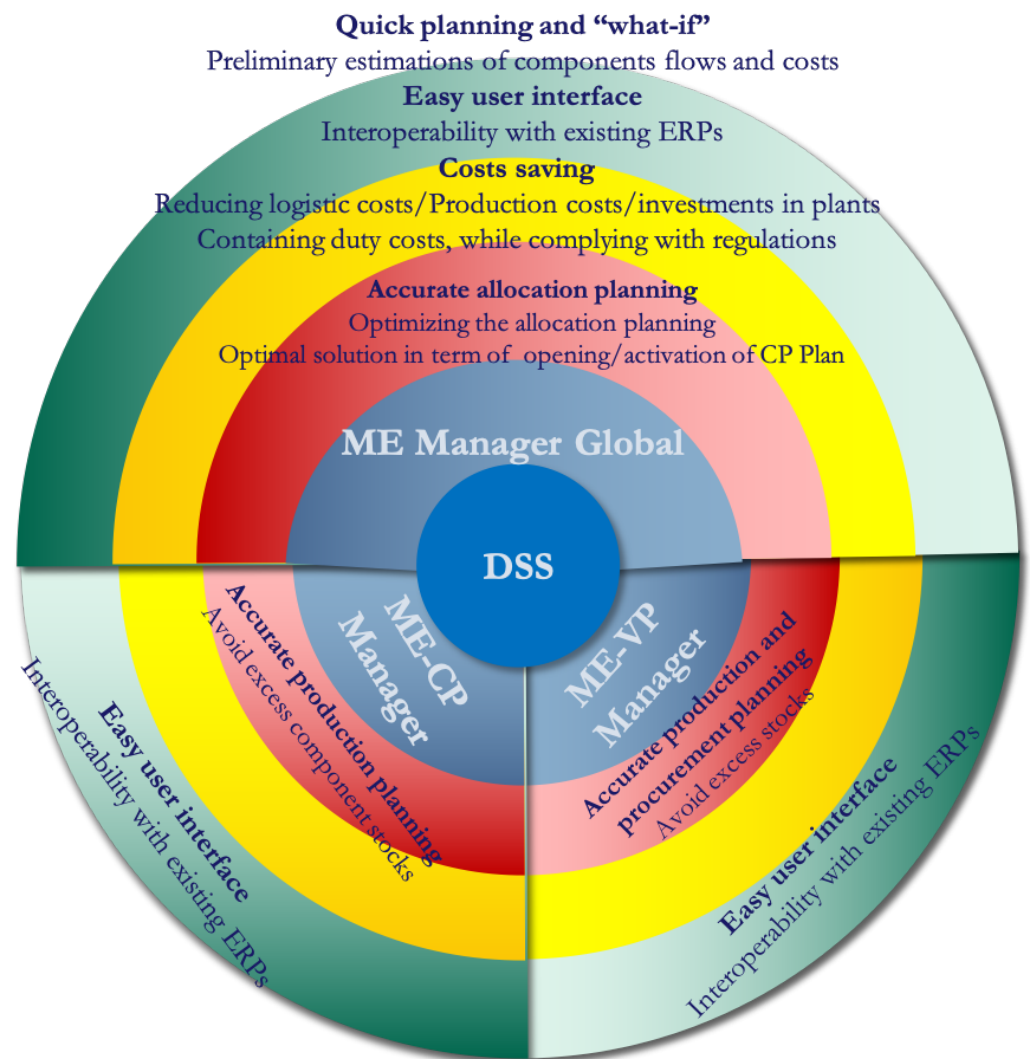 Quick planning and “what-if”
Preliminary estimations of components flows and costs
Easy user interface
Interoperability with existing ERPs
Costs saving
Reducing logistic costs/Production costs/investments in plants
Containing duty costs, while complying with regulations
Accurate allocation planning
Optimizing the allocation planning
Optimal solution in term of opening/activation of CP Plan
ME Manager Global
DSS
ME-CP
Manager
Accurate production planning
Avoid excess component stocks
Easy user interface
Interoperability with existing ERPs
ME-VP
Manager
Accurate production and
procurement planning
Avoid excess stocks
Easy user interface
Interoperability with existing ERPs